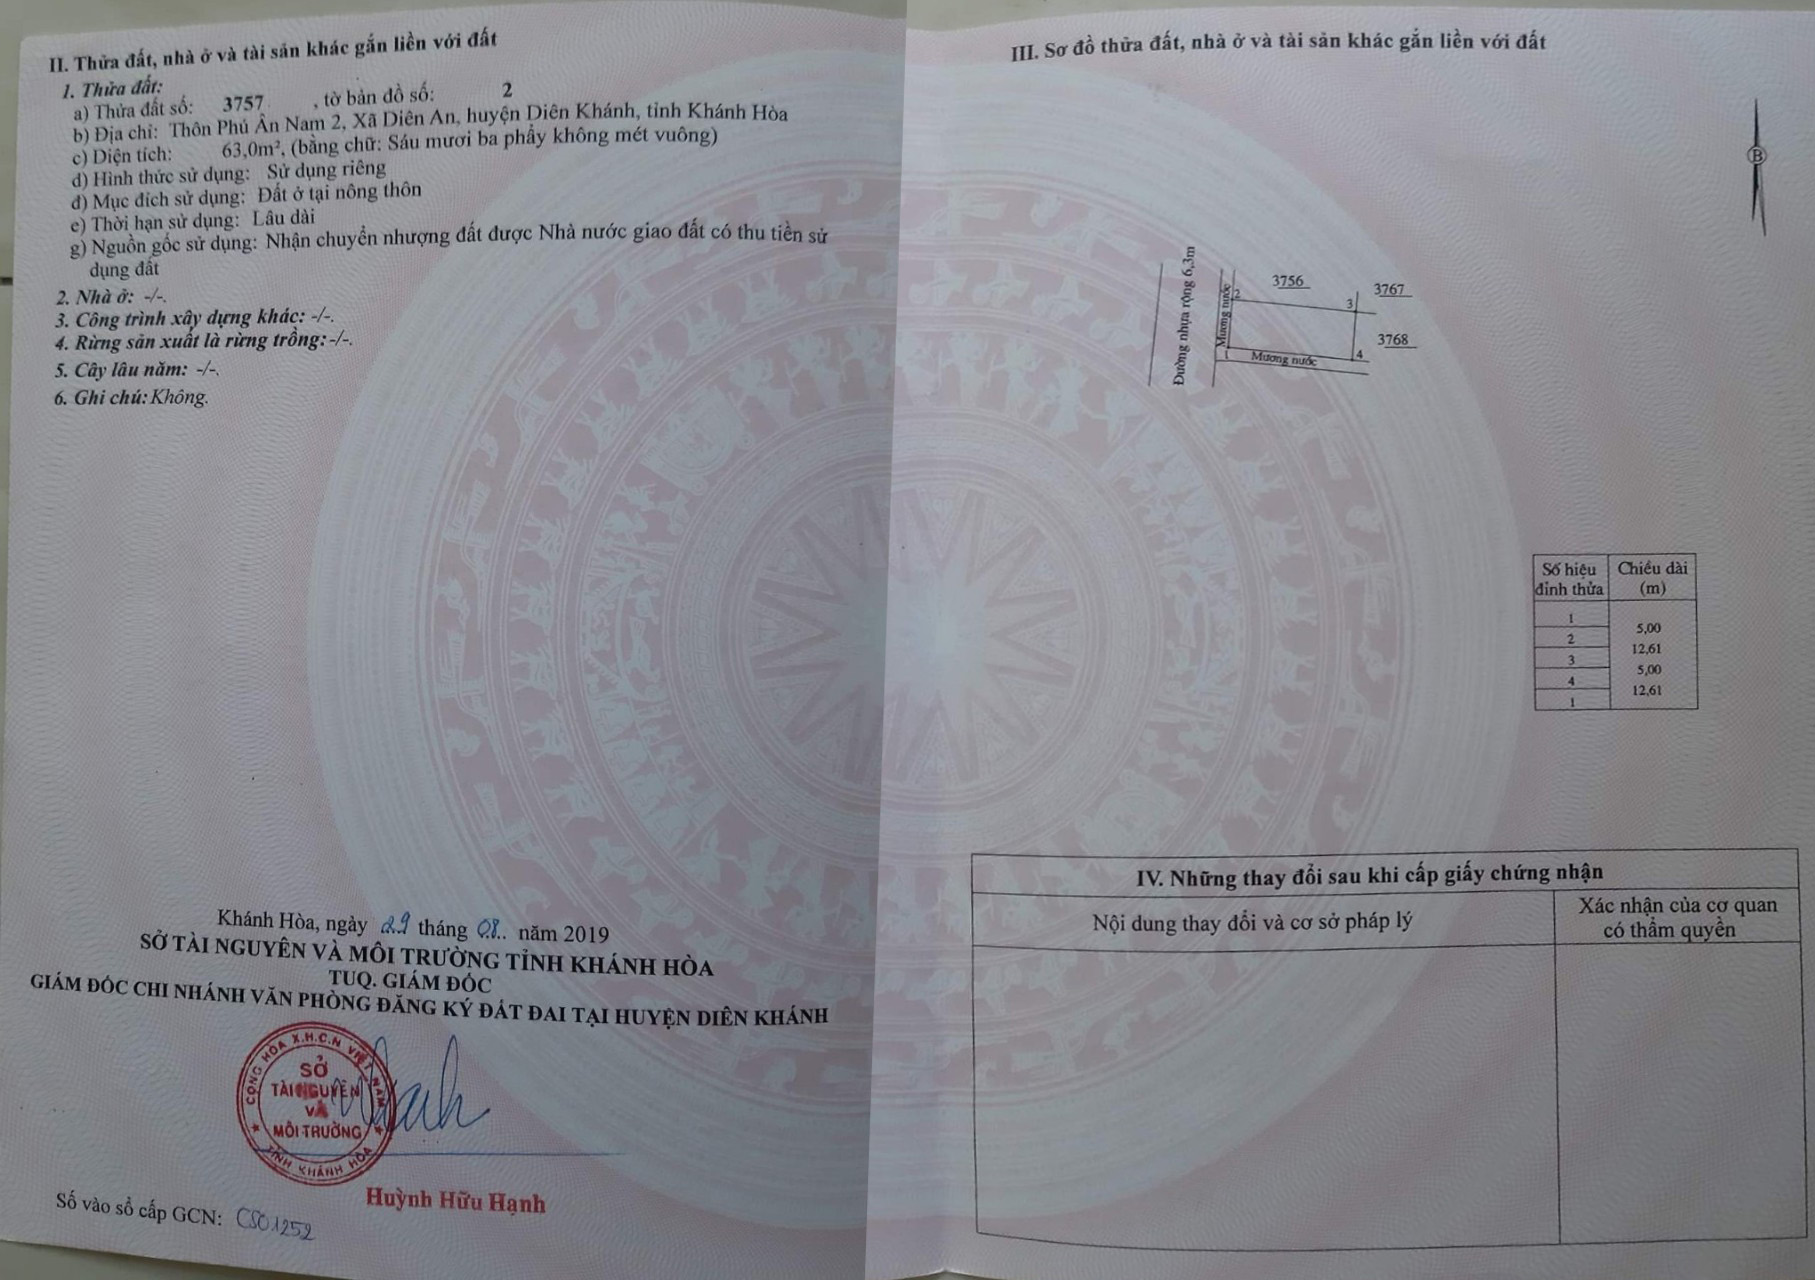 II. Thửa đất, nhà ở và tài sản khác gắn liền với đất
1. Thửa đất:
a) Thửa đất số: 3757 , tờ bản đồ số: 2
b) Địa chỉ: Thôn Phú Ân Nam 2, Xã Diên An, huyện Diên Khánh, tỉnh Khánh Hòa
c) Diện tích: 63,0m², (bằng chữ: Sáu mươi ba phẩy không mét vuông)
d) Hình thức sử dụng: Sử dụng riêng
đ) Mục đích sử dụng: Đất ở tại nông thôn
e) Thời hạn sử dụng: Lâu dài
g) Nguồn gốc sử dụng: Nhận chuyển nhượng đất được Nhà nước giao đất có thu tiền sử
dụng đất
2. Nhà ở: -/-.
3. Công trình xây dựng khác: -/-.
4. Rừng sản xuất là rừng trồng: -/-.
5. Cây lâu năm: -/-.
6. Ghi chú: Không.
Khánh Hòa, ngày 29 tháng 08.. năm 2019
SỞ TÀI NGUYÊN VÀ MÔI TRƯỜNG TỈNH KHÁNH HÒA
TUQ. GIÁM ĐỐC
GIÁM ĐỐC CHI NHÁNH VĂN PHÒNG ĐĂNG KÝ ĐẤT ĐAI TẠI HUYỆN DIÊN KHÁNH
CỘNG HÒA X.H.C.N VIỆT NAM
SỞ
TÀI NGUYÊN
VÀ
MÔI TRƯỜNG
TỈNH KHÁNH HÒA
Huỳnh Hữu Hạnh
Số vào sổ cấp GCN: CS01252
III. Sơ đồ thửa đất, nhà ở và tài sản khác gắn liền với đất
B
Đường nhựa rộng 6,3m
Mương nước
2
3756
3
3767
3768
1
Mương nước
4
Số hiệu đỉnh thửa
Chiều dài (m)
1
5,00
2
12,61
3
5,00
4
12,61
1
IV. Những thay đổi sau khi cấp giấy chứng nhận
Nội dung thay đổi và cơ sở pháp lý
Xác nhận của cơ quan
có thẩm quyền